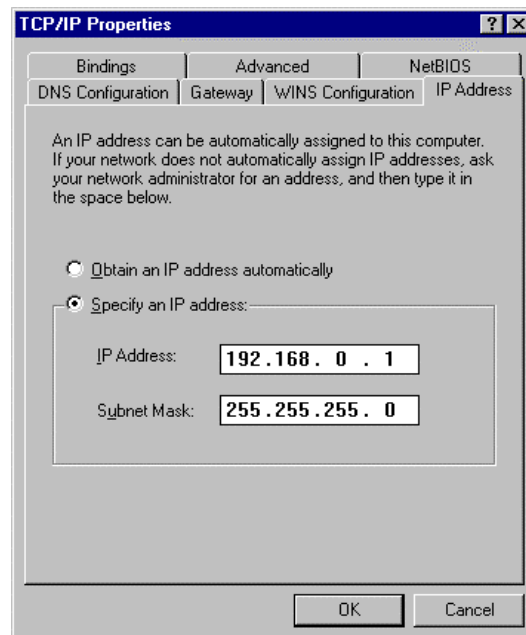 TCP/IP Properties
Bindings Advanced NetBIOS
DNS Configuration Gateway WINS Configuration IP Address
An IP address can be automatically assigned to this computer.
If your network does not automatically assign IP addresses, ask
your network administrator for an address, and then type it in
the space below.
Obtain an IP address automatically
Specify an IP address:
IP Address: 192.168. 0 . 1
Subnet Mask: 255.255.255. 0
OK Cancel